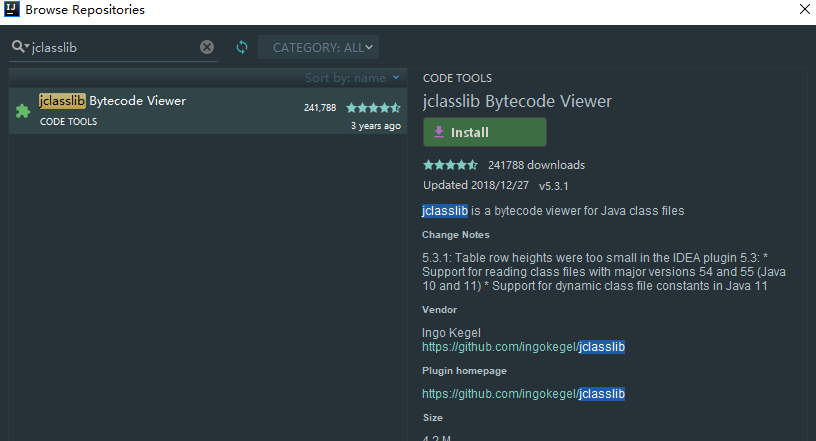 IJ Browse Repositories
jclasslib
CATEGORY: ALL
Sort by: name
jclasslib Bytecode Viewer
241,788
CODE TOOLS
3 years ago
CODE TOOLS
jclasslib Bytecode Viewer
Install
241788 downloads
Updated 2018/12/27 v5.3.1
jclasslib is a bytecode viewer for Java class files
Change Notes
5.3.1: Table row heights were too small in the IDEA plugin 5.3: *
Support for reading class files with major versions 54 and 55 (Java
10 and 11) * Support for dynamic class file constants in Java 11
Vendor
Ingo Kegel
https://github.com/ingokegel/jclasslib
Plugin homepage
https://github.com/ingokegel/jclasslib
Size
4.2 M